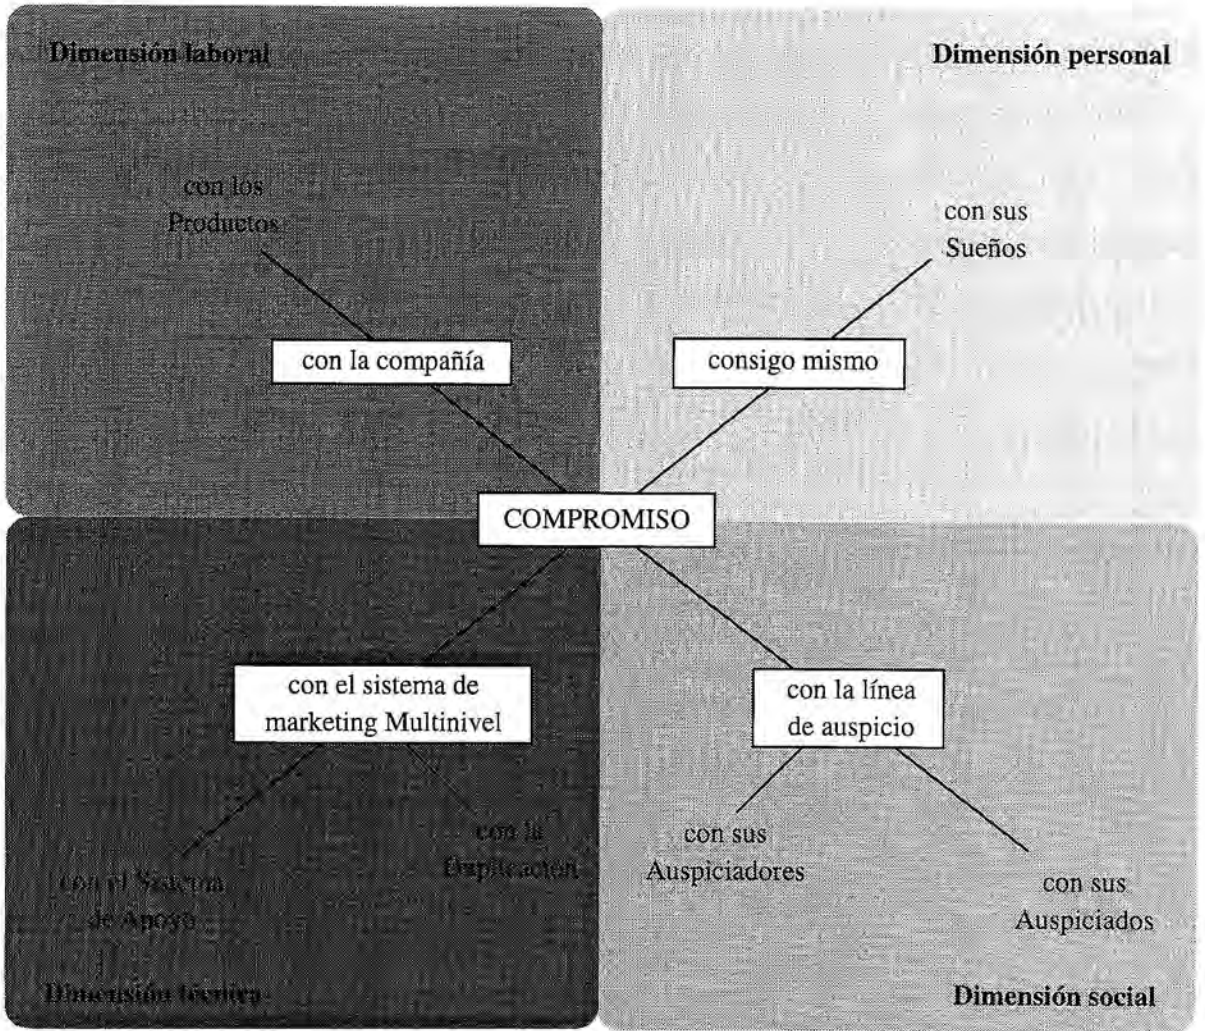 Dimensión laboral
Dimensión personal
con los
Productos
con sus
Sueños
con la compañía
consigo mismo
COMPROMISO
con el sistema de
marketing Multinivel
con la línea
de auspicio
con la
Duplicación
con sus
Auspiciadores
con el Sistema
de Apoyo
con sus
Auspiciados
Dimensión técnica
Dimensión social